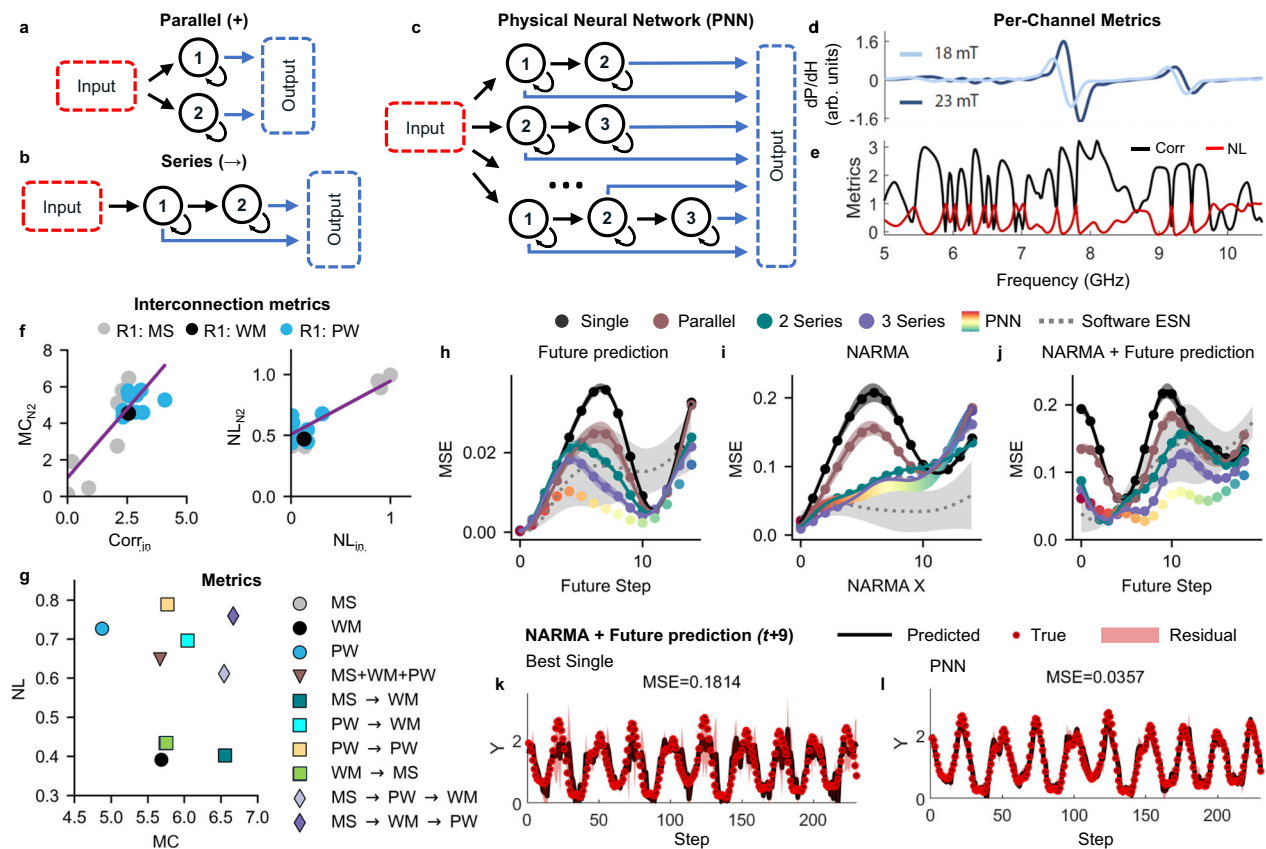 a
Parallel (+)
Input
1
2
Output
b
Series (→)
Input
1
2
Output
c
Physical Neural Network (PNN)
Input
1
2
2
3
...
1
2
3
Output
Per-Channel Metrics
d
dP/dH
(arb. units)
1.6
0
-1.6
18 mT
23 mT
e
Metrics
3
2
1
0
Corr
NL
5
6
7
8
9
10
Frequency (GHz)
Interconnection metrics
f
R1: MS
R1: WM
R1: PW
MC_N2
8
6
4
2
0
0.0
2.5
5.0
Corr_in.
NL_N2
1.0
0.5
0.0
0
1
NL_in.
g
Metrics
NL
0.8
0.7
0.6
0.5
0.4
0.3
4.5
5.0
5.5
6.0
6.5
7.0
MC
MS
WM
PW
MS+WM+PW
MS → WM
PW → WM
PW → PW
WM → MS
MS → PW → WM
MS → WM → PW
Single
Parallel
2 Series
3 Series
PNN
Software ESN
h
Future prediction
MSE
0.02
0.00
0
10
Future Step
i
NARMA
MSE
0.2
0.1
0.0
0
10
NARMA X
j
NARMA + Future prediction
MSE
0.2
0.1
0.0
0
10
Future Step
NARMA + Future prediction (t+9)
Predicted
True
Residual
k
Best Single
MSE=0.1814
Y
2
0
0
50
100
150
200
Step
l
PNN
MSE=0.0357
Y
2
0
0
50
100
150
200
Step